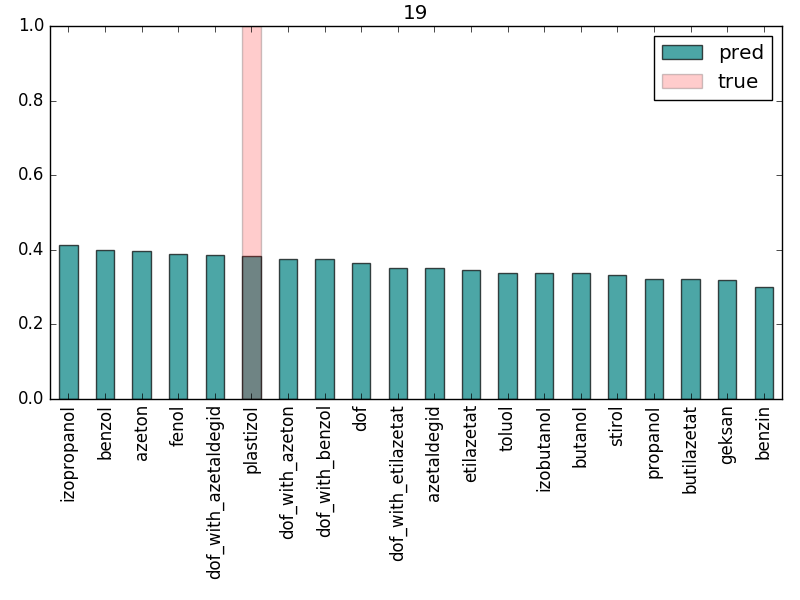 19
1.0
0.8
0.6
0.4
0.2
0.0
pred
true
izopropanol
benzol
azeton
fenol
dof_with_azetaldegid
plastizol
dof_with_azeton
dof_with_benzol
dof
dof_with_etilazetat
azetaldegid
etilazetat
toluol
izobutanol
butanol
stirol
propanol
butilazetat
geksan
benzin